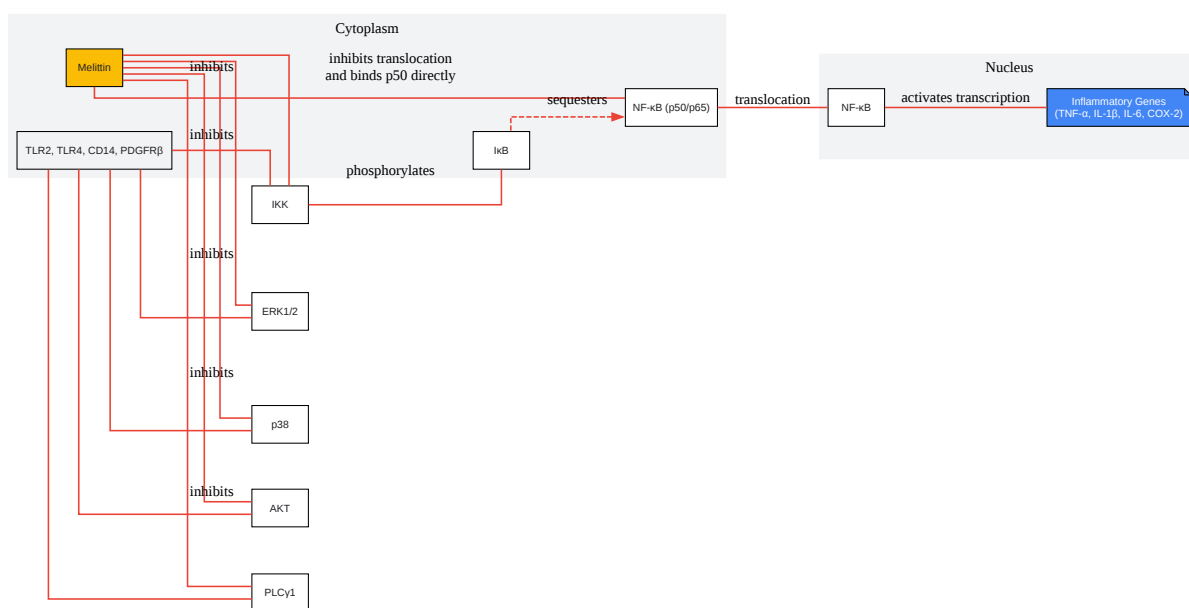 Cytoplasm
Melittin
inhibits
inhibits translocation
and binds p50 directly
Nucleus
sequesters
NF-κB (p50/p65)
translocation
NF-κB
activates transcription
Inflammatory Genes
(TNF-α, IL-1β, IL-6, COX-2)
inhibits
TLR2, TLR4, CD14, PDGFRβ
IκB
phosphorylates
IKK
inhibits
ERK1/2
inhibits
p38
inhibits
AKT
PLCγ1